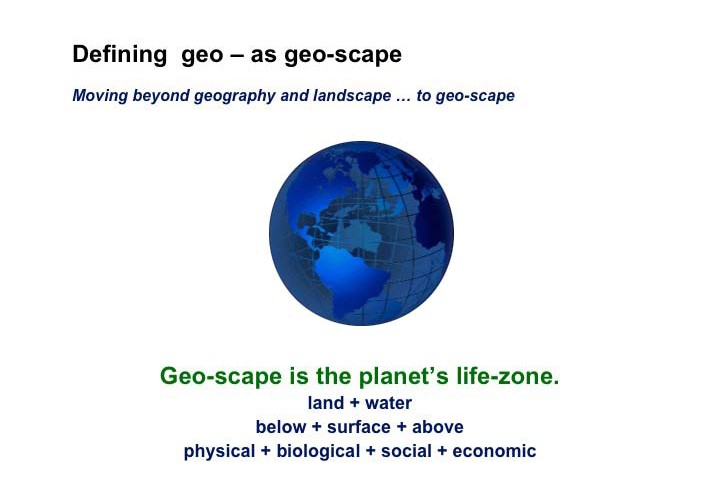 Defining  geo – as geo-scape
Moving beyond geography and landscape … to geo-scape
Geo-scape is the planet’s life-zone.
land + water
below + surface + above
physical + biological + social + economic